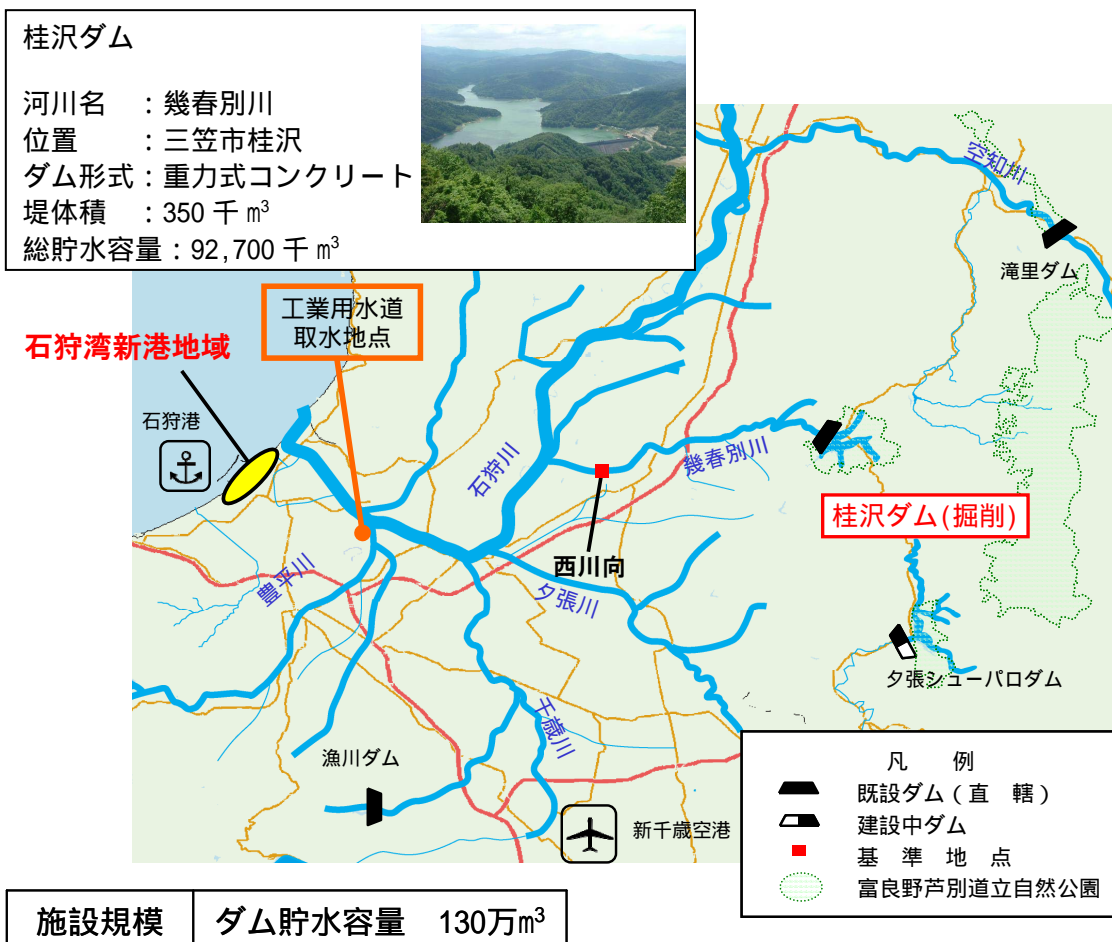 桂沢ダム
河川名 :幾春別川
位置 :三笠市桂沢
ダム形式:重力式コンクリート
堤体積 :350千㎥
総貯水容量:92,700千㎥
空知川
滝里ダム
工業用水道
取水地点
石狩湾新港地域
石狩港
石狩川
幾春別川
桂沢ダム(掘削)
西川向
豊平川
夕張川
夕張シューパロダム
千歳川
漁川ダム
新千歳空港
凡 例
既設ダム(直 轄)
建設中ダム
基 準 地 点
富良野芦別道立自然公園
施設規模 ダム貯水容量 130万㎥